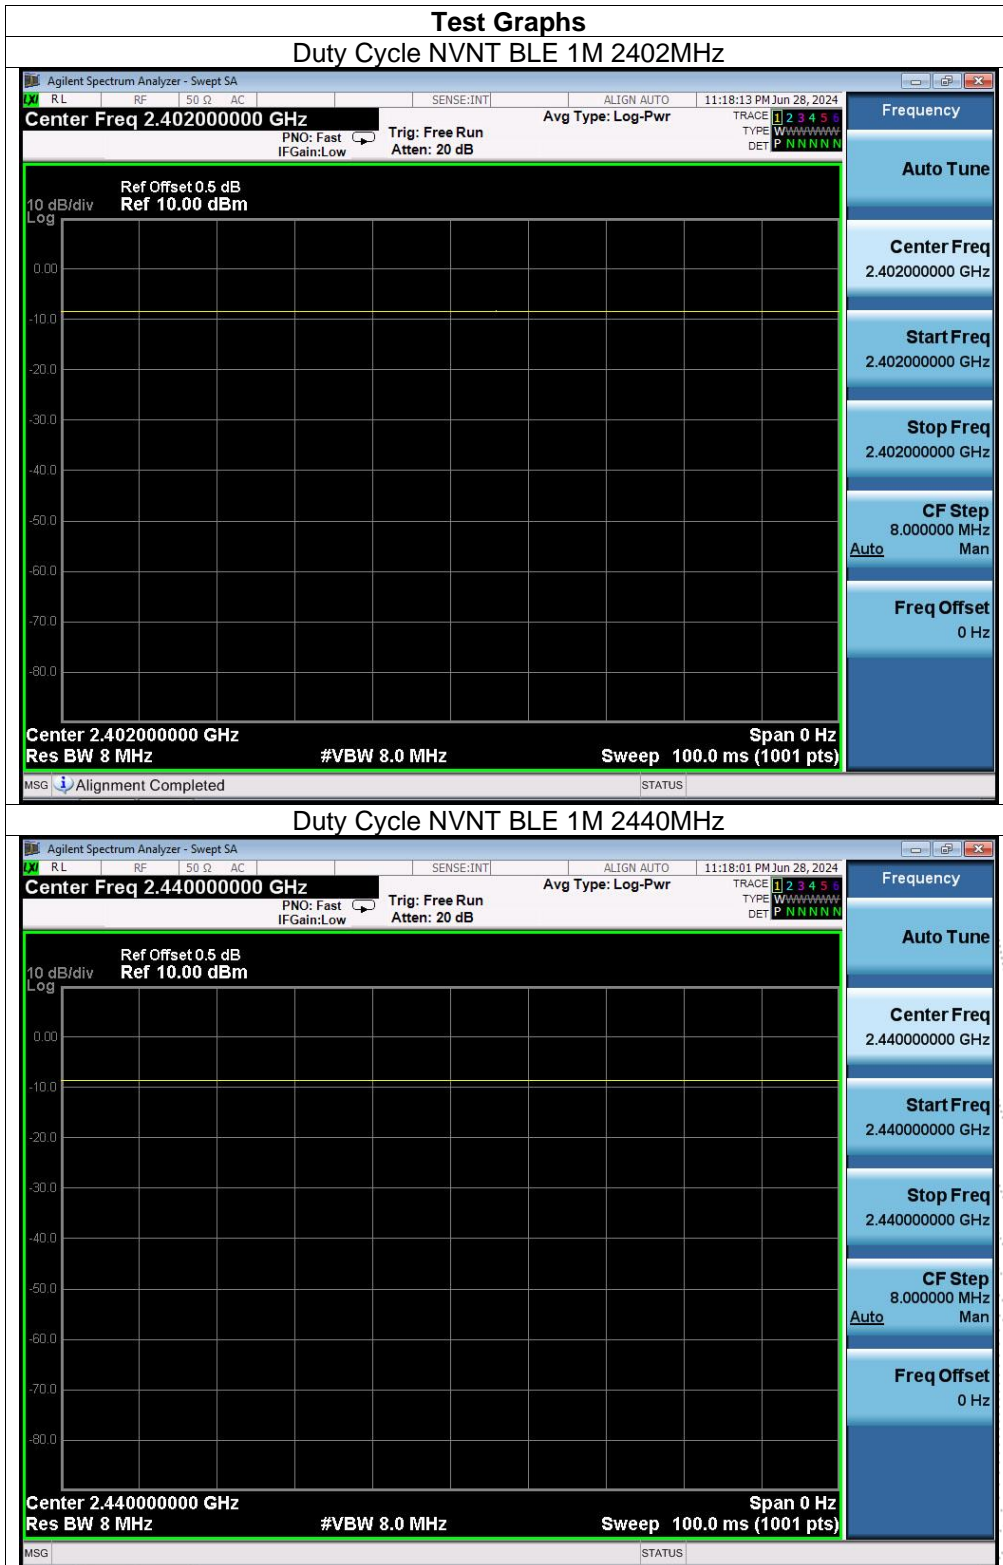 Test Graphs
Duty Cycle NVNT BLE 1M 2402MHz
Agilent Spectrum Analyzer - Swept SA
LXI RL RF 50 Ω AC SENSE:INT ALIGN AUTO 11:18:13 PM Jun 28, 2024
Center Freq 2.402000000 GHz Avg Type: Log-Pwr TRACE 1 2 3 4 5 6
PNO: Fast Trig: Free Run TYPE WWWWWW
IFGain:Low Atten: 20 dB DET P N N N N N
Frequency
Auto Tune
Center Freq
2.402000000 GHz
Start Freq
2.402000000 GHz
Stop Freq
2.402000000 GHz
CF Step
8.000000 MHz
Auto Man
Freq Offset
0 Hz
Ref Offset 0.5 dB
10 dB/div Ref 10.00 dBm
Log
0.00
-10.0
-20.0
-30.0
-40.0
-50.0
-60.0
-70.0
-80.0
Center 2.402000000 GHz Span 0 Hz
Res BW 8 MHz #VBW 8.0 MHz Sweep 100.0 ms (1001 pts)
MSG Alignment Completed STATUS
Duty Cycle NVNT BLE 1M 2440MHz
Agilent Spectrum Analyzer - Swept SA
LXI RL RF 50 Ω AC SENSE:INT ALIGN AUTO 11:18:01 PM Jun 28, 2024
Center Freq 2.440000000 GHz Avg Type: Log-Pwr TRACE 1 2 3 4 5 6
PNO: Fast Trig: Free Run TYPE WWWWWW
IFGain:Low Atten: 20 dB DET P N N N N N
Frequency
Auto Tune
Center Freq
2.440000000 GHz
Start Freq
2.440000000 GHz
Stop Freq
2.440000000 GHz
CF Step
8.000000 MHz
Auto Man
Freq Offset
0 Hz
Ref Offset 0.5 dB
10 dB/div Ref 10.00 dBm
Log
0.00
-10.0
-20.0
-30.0
-40.0
-50.0
-60.0
-70.0
-80.0
Center 2.440000000 GHz Span 0 Hz
Res BW 8 MHz #VBW 8.0 MHz Sweep 100.0 ms (1001 pts)
MSG STATUS